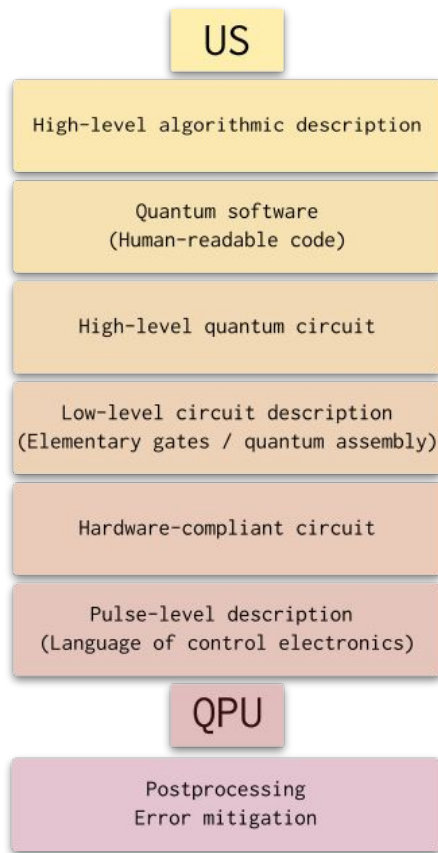 US
High-level algorithmic description
Quantum software
(Human-readable code)
High-level quantum circuit
Low-level circuit description
(Elementary gates / quantum assembly)
Hardware-compliant circuit
Pulse-level description
(Language of control electronics)
QPU
Postprocessing
Error mitigation